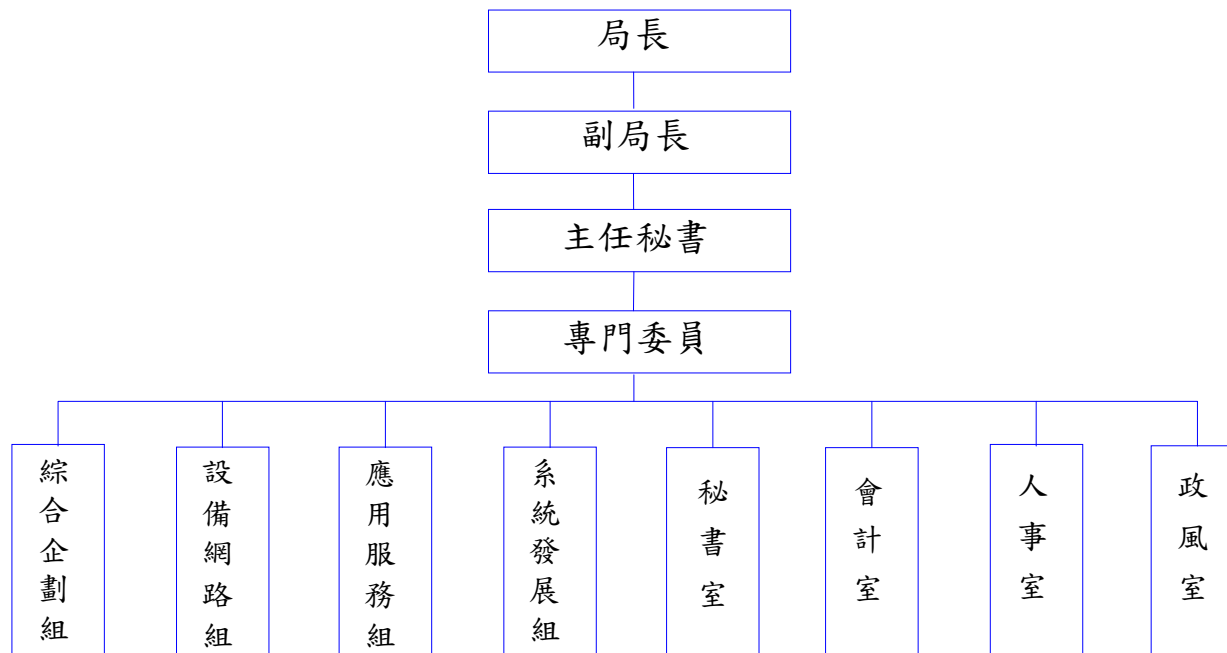 局長
副局長
主任秘書
專門委員
綜合企劃組
設備網路組
應用服務組
系統發展組
秘書室
會計室
人事室
政風室